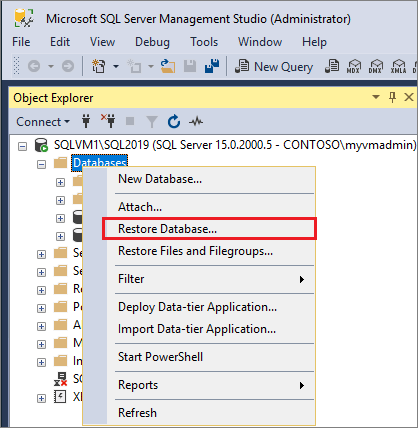 Microsoft SQL Server Management Studio (Administrator)
File Edit View Tools Window Help
New Query MDX DMX XMLA
Object Explorer
Connect
SQLVM1\SQL2019 (SQL Server 15.0.2000.5 - CONTOSO\myvmadmin)
Databases
New Database...
Attach...
Restore Database...
Restore Files and Filegroups...
Se
Se
Filter
Re
Po
Deploy Data-tier Application...
A
Import Data-tier Application...
M
In
Start PowerShell
SC
Reports
XI
Refresh